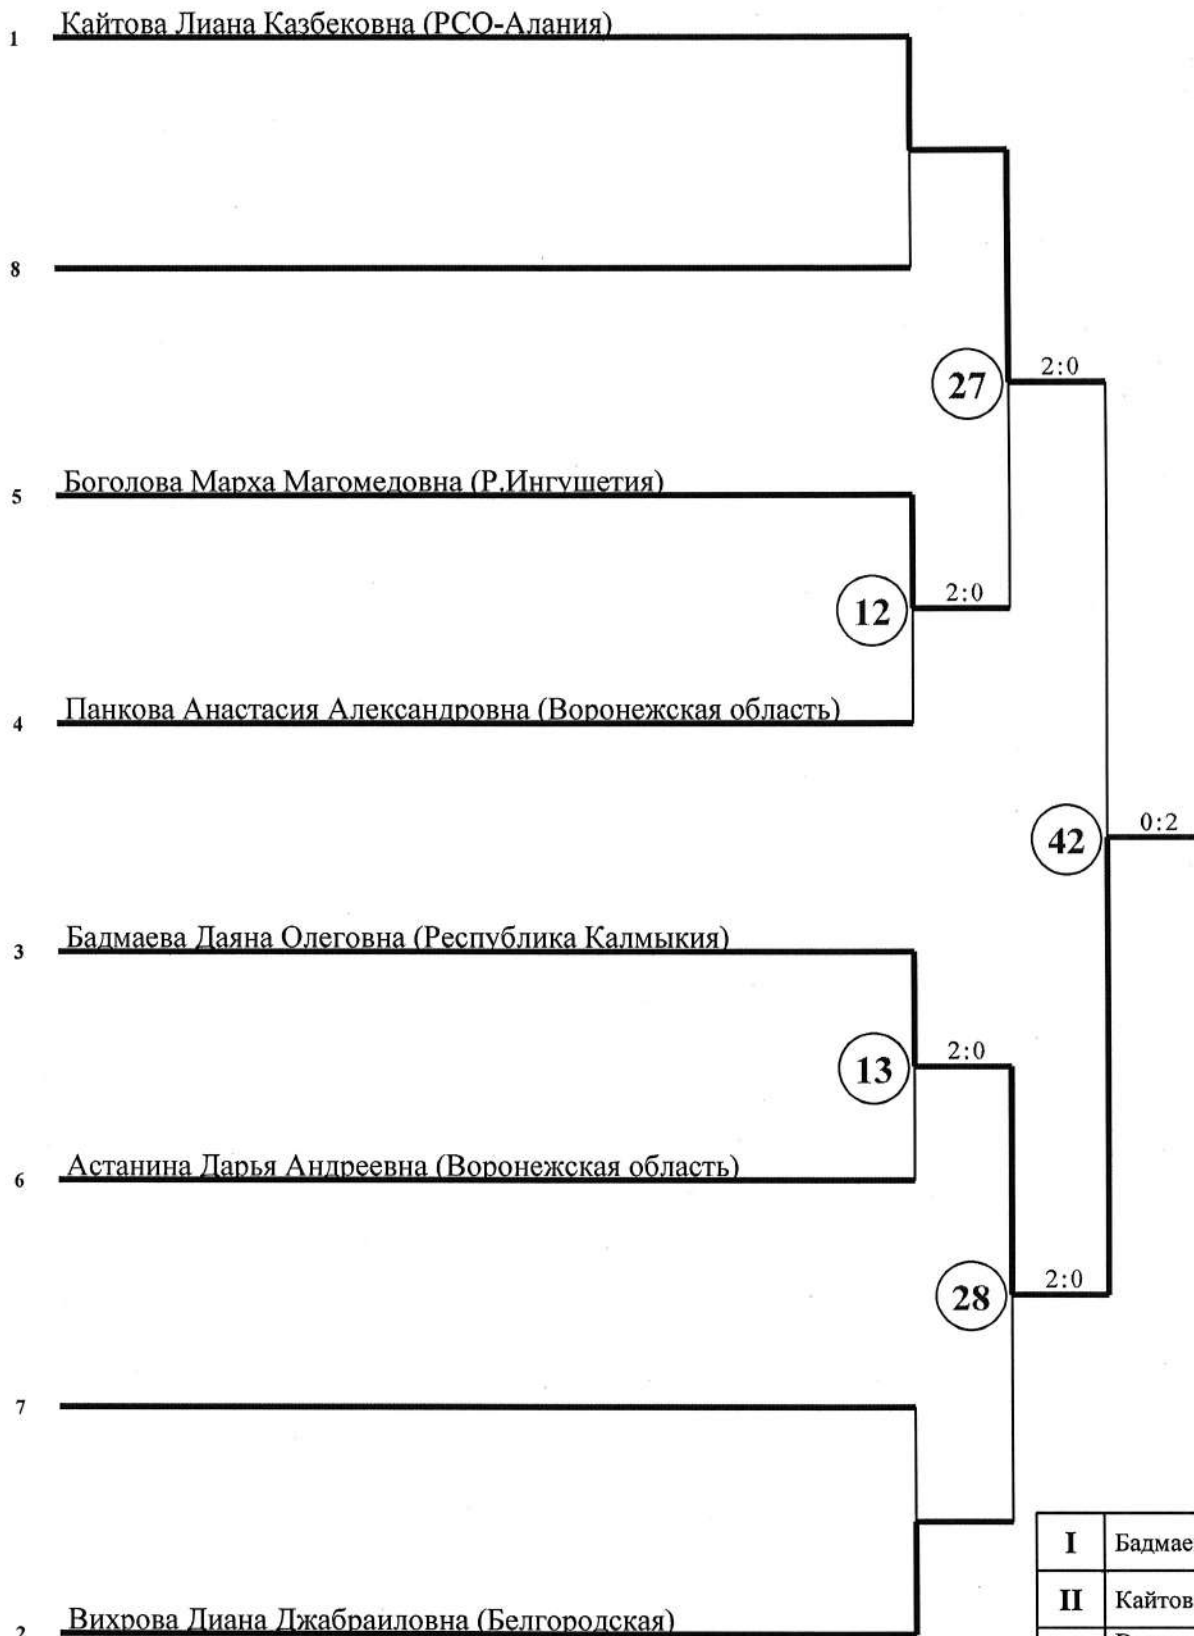 1 Кайтова Лиана Казбековна (РСО-Алания)
8
27 2:0
5 Боголова Марха Магомедовна (Р.Ингушетия)
12 2:0
4 Панкова Анастасия Александровна (Воронежская область)
42 0:2
3 Бадмаева Даяна Олеговна (Республика Калмыкия)
13 2:0
6 Астанина Дарья Андреевна (Воронежская область)
28 2:0
7
I Бадмае
II Кайтов
2 Вихрова Диана Джабраиловна (Белгородская)